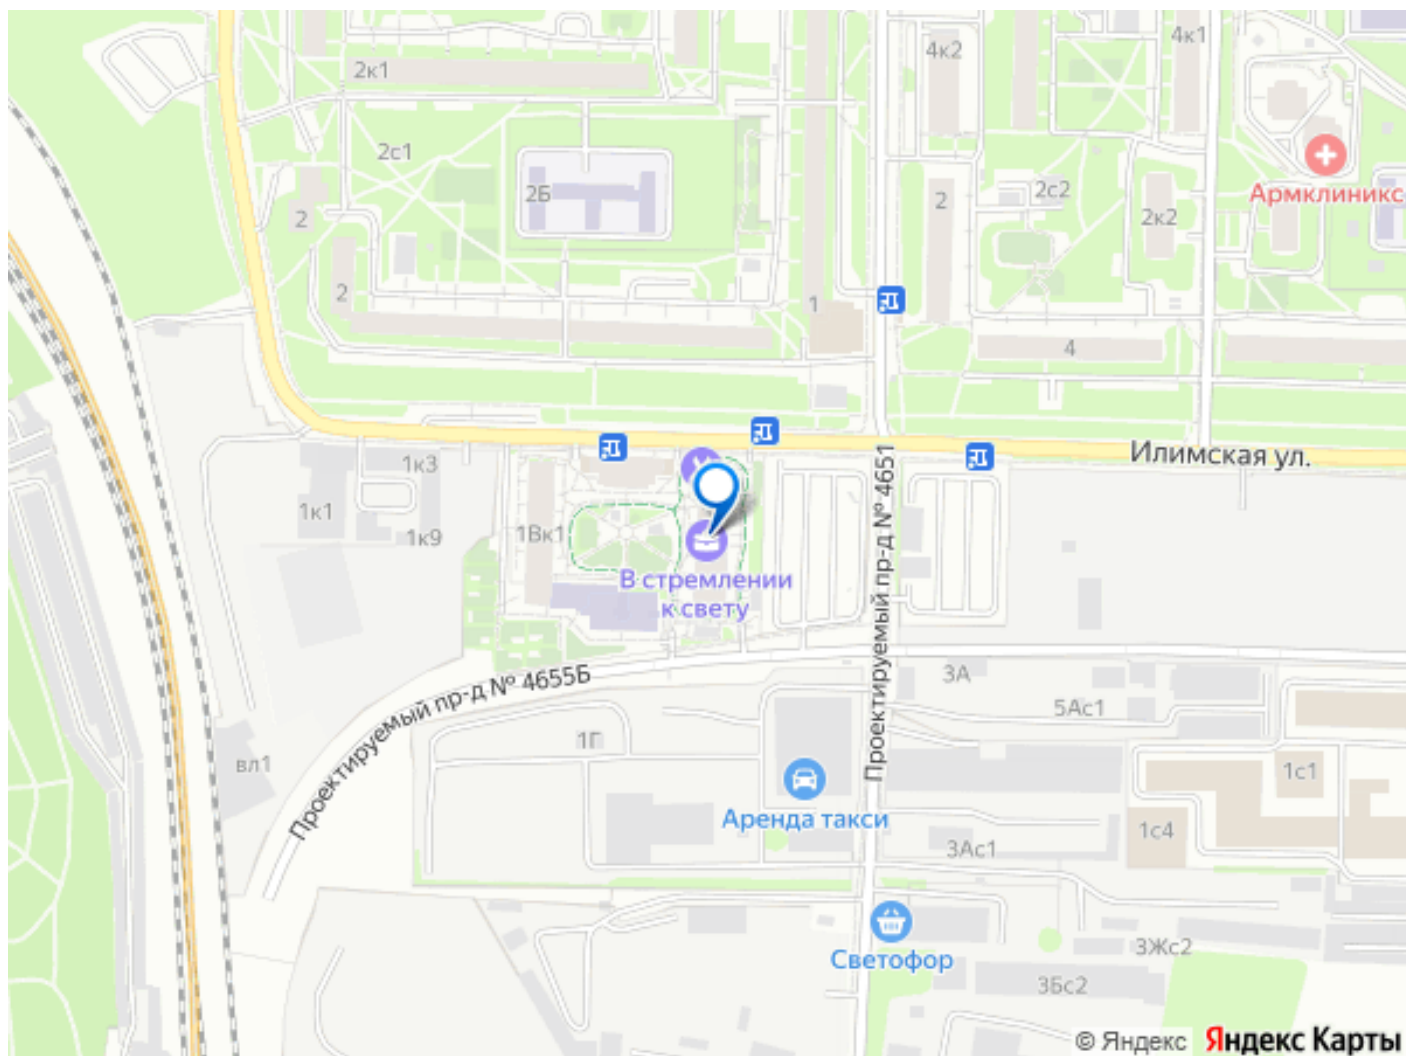 2к1
4к2
4к1
2с1
2Б
2
2
2с2
2к2
Армклиникс
2
1
4
Илимская ул.
1к3
1к1
1к9
1Вк1
В стремлении
к свету
Проектируемый пр-д № 4651
Проектируемый пр-д № 4655Б
3А
5Ас1
1Г
вл1
1с1
Аренда такси
1с4
3Ас1
Светофор
3Жс2
3Бс2
© Яндекс Яндекс Карты